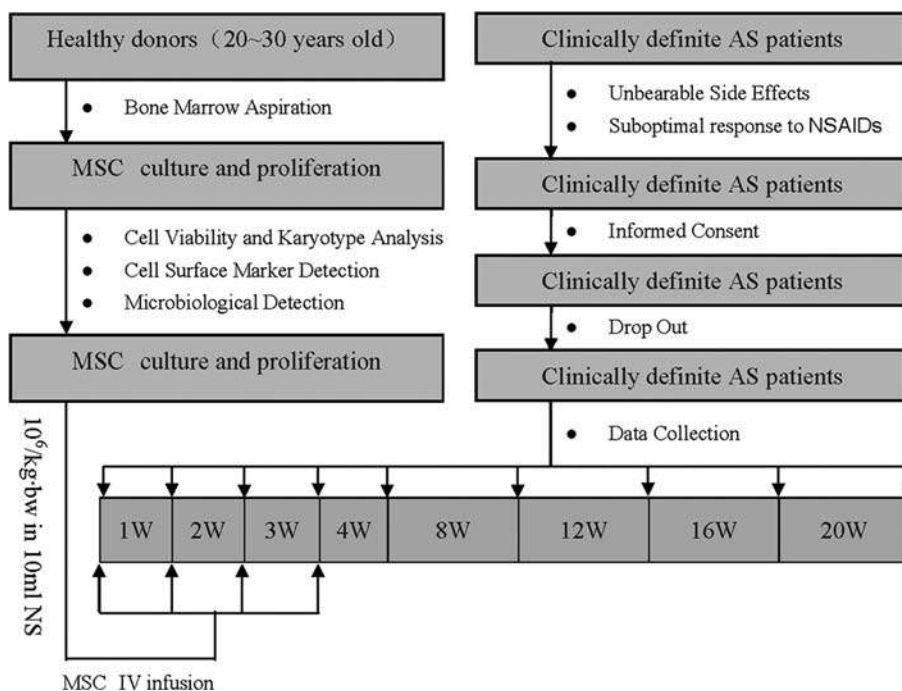 Healthy donors（20~30 years old）
● Bone Marrow Aspiration
MSC culture and proliferation
● Cell Viability and Karyotype Analysis
● Cell Surface Marker Detection
● Microbiological Detection
MSC culture and proliferation
10⁶/kg·bw in 10ml NS
MSC IV infusion
Clinically definite AS patients
● Unbearable Side Effects
● Suboptimal response to NSAIDs
Clinically definite AS patients
● Informed Consent
Clinically definite AS patients
● Drop Out
Clinically definite AS patients
● Data Collection
1W 2W 3W 4W 8W 12W 16W 20W